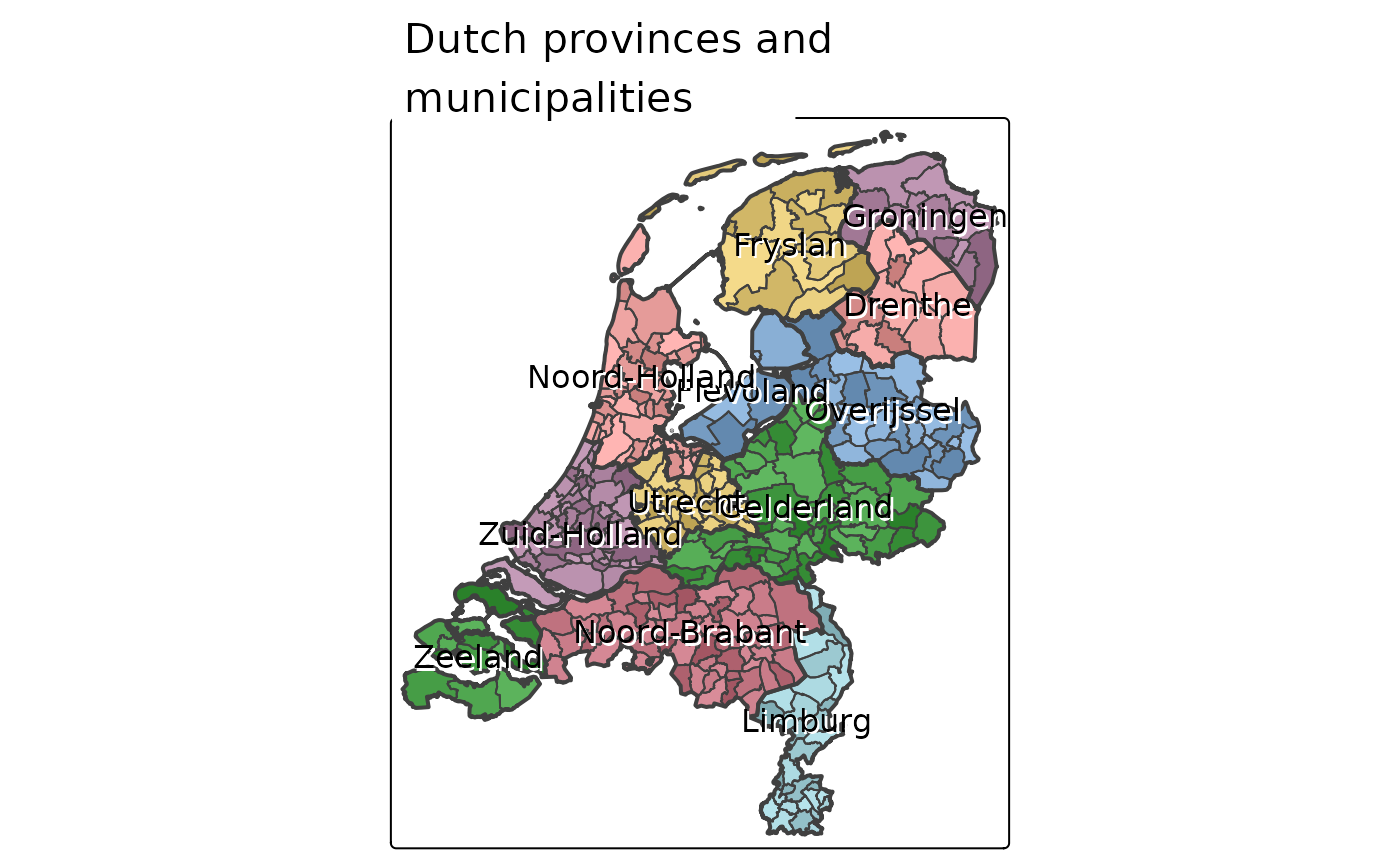 Dutch provinces and
municipalities
Groningen
Fryslan
Drenthe
Noord-Holland
Flevoland
Overijssel
Utrecht
Gelderland
Zuid-Holland
Noord-Brabant
Zeeland
Limburg